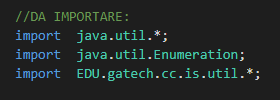 //DA IMPORTARE:
import  java.util.*;
import  java.util.Enumeration;
import  EDU.gatech.cc.is.util.*;